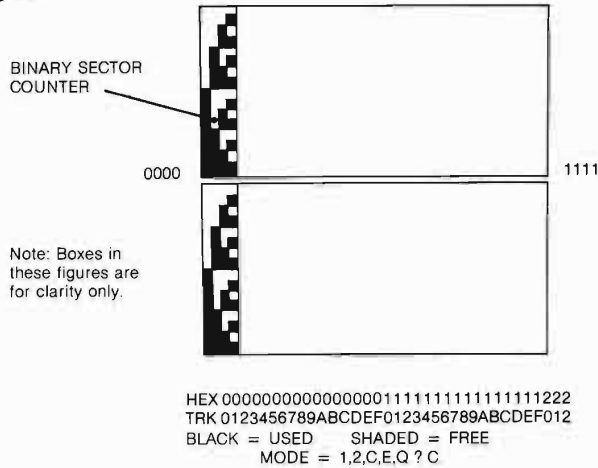 BINARY SECTOR
COUNTER
0000
1111
Note: Boxes in
these figures are
for clarity only.
HEX 00000000000000001111111111111111222
TRK 0123456789ABCDEF0123456789ABCDEF012
BLACK = USED SHADED = FREE
MODE = 1,2,C,E,Q ? C